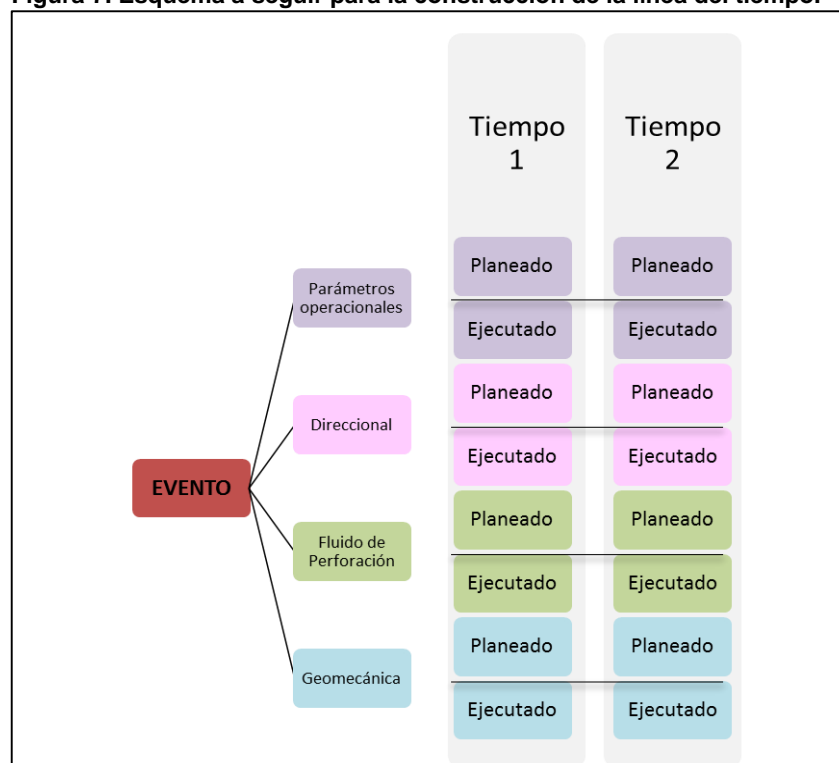 Figura 7. Esquema a seguir para la construcción de la línea del tiempo.
Tiempo
1
Tiempo
2
Parámetros
operacionales
Planeado
Planeado
Ejecutado
Ejecutado
Direccional
Planeado
Planeado
Ejecutado
Ejecutado
EVENTO
Fluido de
Perforación
Planeado
Planeado
Ejecutado
Ejecutado
Geomecánica
Planeado
Planeado
Ejecutado
Ejecutado